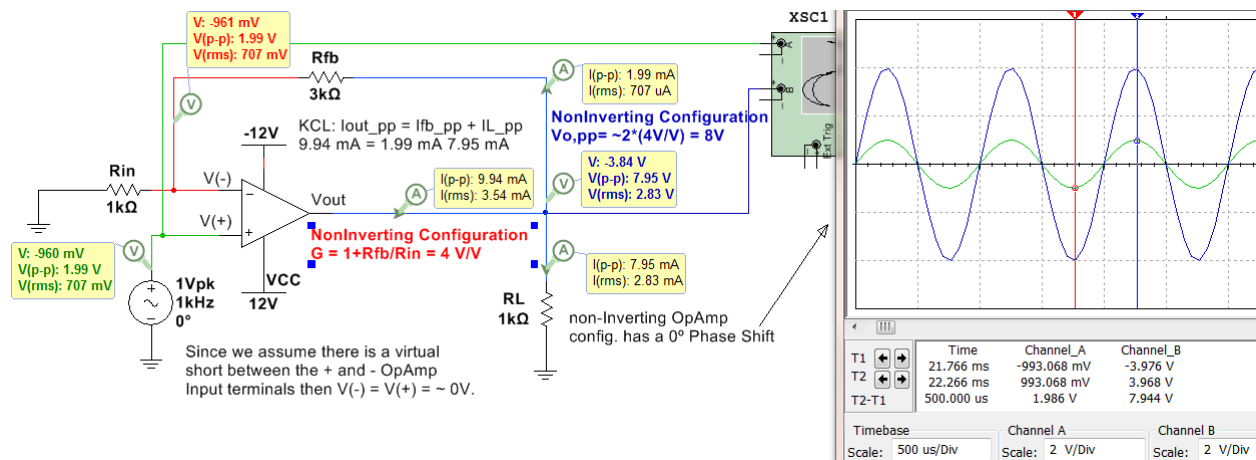 V: -961 mV
V(p-p): 1.99 V
V(rms): 707 mV
Rfb
3kΩ
V
A
I(p-p): 1.99 mA
I(rms): 707 uA
XSC1
A
B
Ext Trig
NonInverting Configuration
Vo,pp= ~2*(4V/V) = 8V
KCL: Iout_pp = Ifb_pp + IL_pp
9.94 mA = 1.99 mA 7.95 mA
-12V
Rin
1kΩ
V(-)
V(+)
Vout
A
I(p-p): 9.94 mA
I(rms): 3.54 mA
V
V: -3.84 V
V(p-p): 7.95 V
V(rms): 2.83 V
NonInverting Configuration
G = 1+Rfb/Rin = 4 V/V
V: -960 mV
V(p-p): 1.99 V
V(rms): 707 mV
V
1Vpk
1kHz
0°
VCC
12V
A
I(p-p): 7.95 mA
I(rms): 2.83 mA
RL
1kΩ
non-Inverting OpAmp
config. has a 0º Phase Shift
Since we assume there is a virtual
short between the + and - OpAmp
Input terminals then V(-) = V(+) = ~ 0V.
1
2
Time Channel_A Channel_B
T1 21.766 ms -993.068 mV -3.976 V
T2 22.266 ms 993.068 mV 3.968 V
T2-T1 500.000 us 1.986 V 7.944 V
Timebase Channel A Channel B
Scale: 500 us/Div Scale: 2 V/Div Scale: 2 V/Div